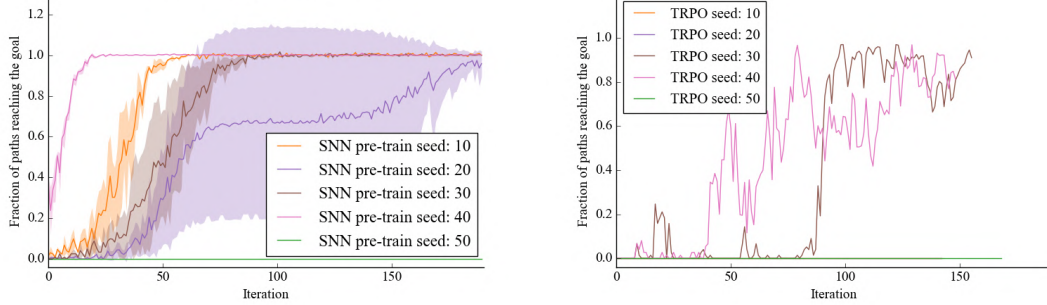 Fraction of paths reaching the goal
1.2
1.0
0.8
0.6
0.4
0.2
0.0
0
50
100
150
Iteration
SNN pre-train seed: 10
SNN pre-train seed: 20
SNN pre-train seed: 30
SNN pre-train seed: 40
SNN pre-train seed: 50
Fraction of paths reaching the goal
1.0
0.8
0.6
0.4
0.2
0.0
0
50
100
150
Iteration
TRPO seed: 10
TRPO seed: 20
TRPO seed: 30
TRPO seed: 40
TRPO seed: 50